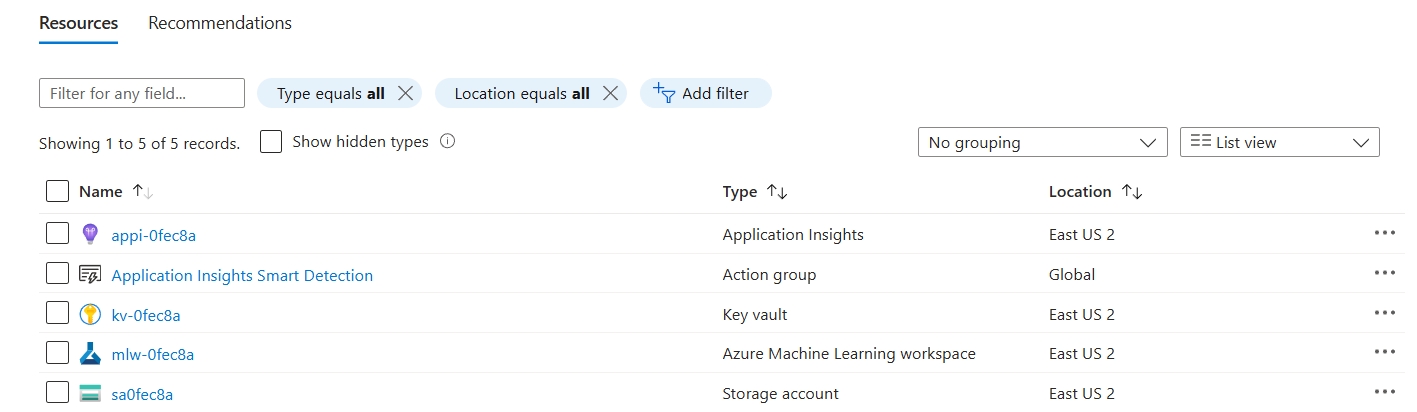 Resources Recommendations
Filter for any field... Type equals all Location equals all Add filter
Showing 1 to 5 of 5 records. Show hidden types No grouping List view
Name Type Location
appi-0fec8a Application Insights East US 2
Application Insights Smart Detection Action group Global
kv-0fec8a Key vault East US 2
mlw-0fec8a Azure Machine Learning workspace East US 2
sa0fec8a Storage account East US 2